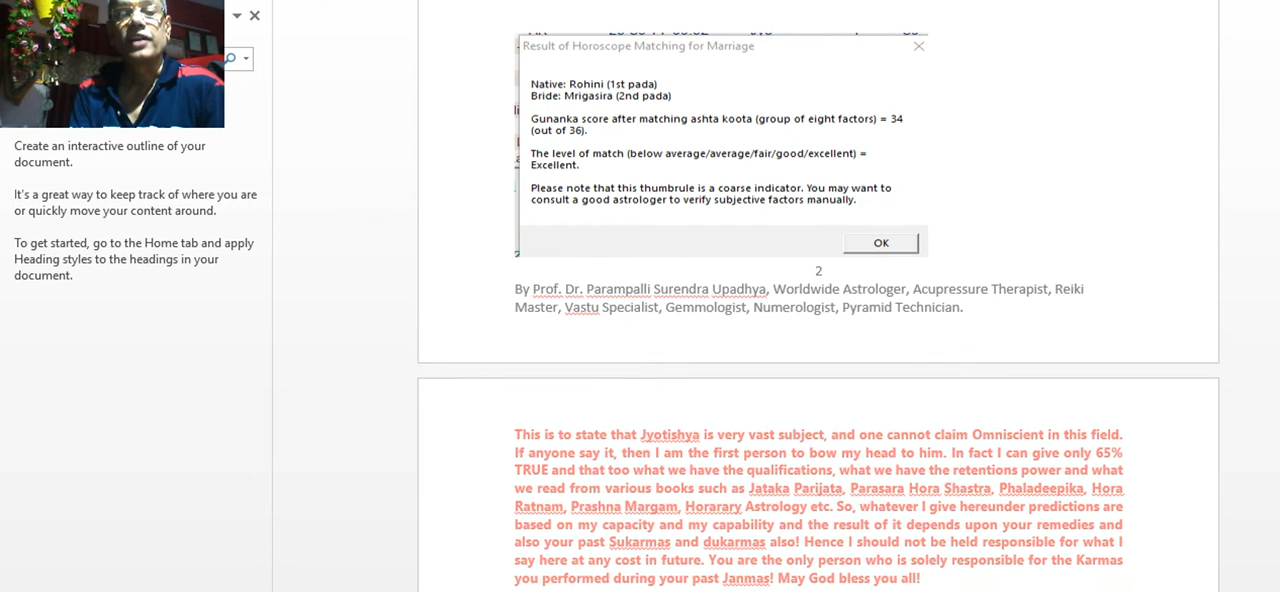 Result of Horoscope Matching for Marriage
Native: Rohini (1st pada)
Bride: Mrigasira (2nd pada)
Gunanka score after matching ashta koota (group of eight factors) = 34
(out of 36).
The level of match (below average/average/fair/good/excellent) =
Excellent.
Please note that this thumbrule is a coarse indicator. You may want to
consult a good astrologer to verify subjective factors manually.
OK
2
By Prof. Dr. Parampalli Surendra Upadhya, Worldwide Astrologer, Acupressure Therapist, Reiki
Master, Vastu Specialist, Gemmologist, Numerologist, Pyramid Technician.
Create an interactive outline of your
document.
It's a great way to keep track of where you are
or quickly move your content around.
To get started, go to the Home tab and apply
Heading styles to the headings in your
document.
This is to state that Jyotishya is very vast subject, and one cannot claim Omniscient in this field.
If anyone say it, then I am the first person to bow my head to him. In fact I can give only 65%
TRUE and that too what we have the qualifications, what we have the retentions power and what
we read from various books such as Jataka Parijata, Parasara Hora Shastra, Phaladeepika, Hora
Ratnam, Prashna Margam, Horarary Astrology etc. So, whatever I give hereunder predictions are
based on my capacity and my capability and the result of it depends upon your remedies and
also your past Sukarmas and dukarmas also! Hence I should not be held responsible for what I
say here at any cost in future. You are the only person who is solely responsible for the Karmas
you performed during your past Janmas! May God bless you all!